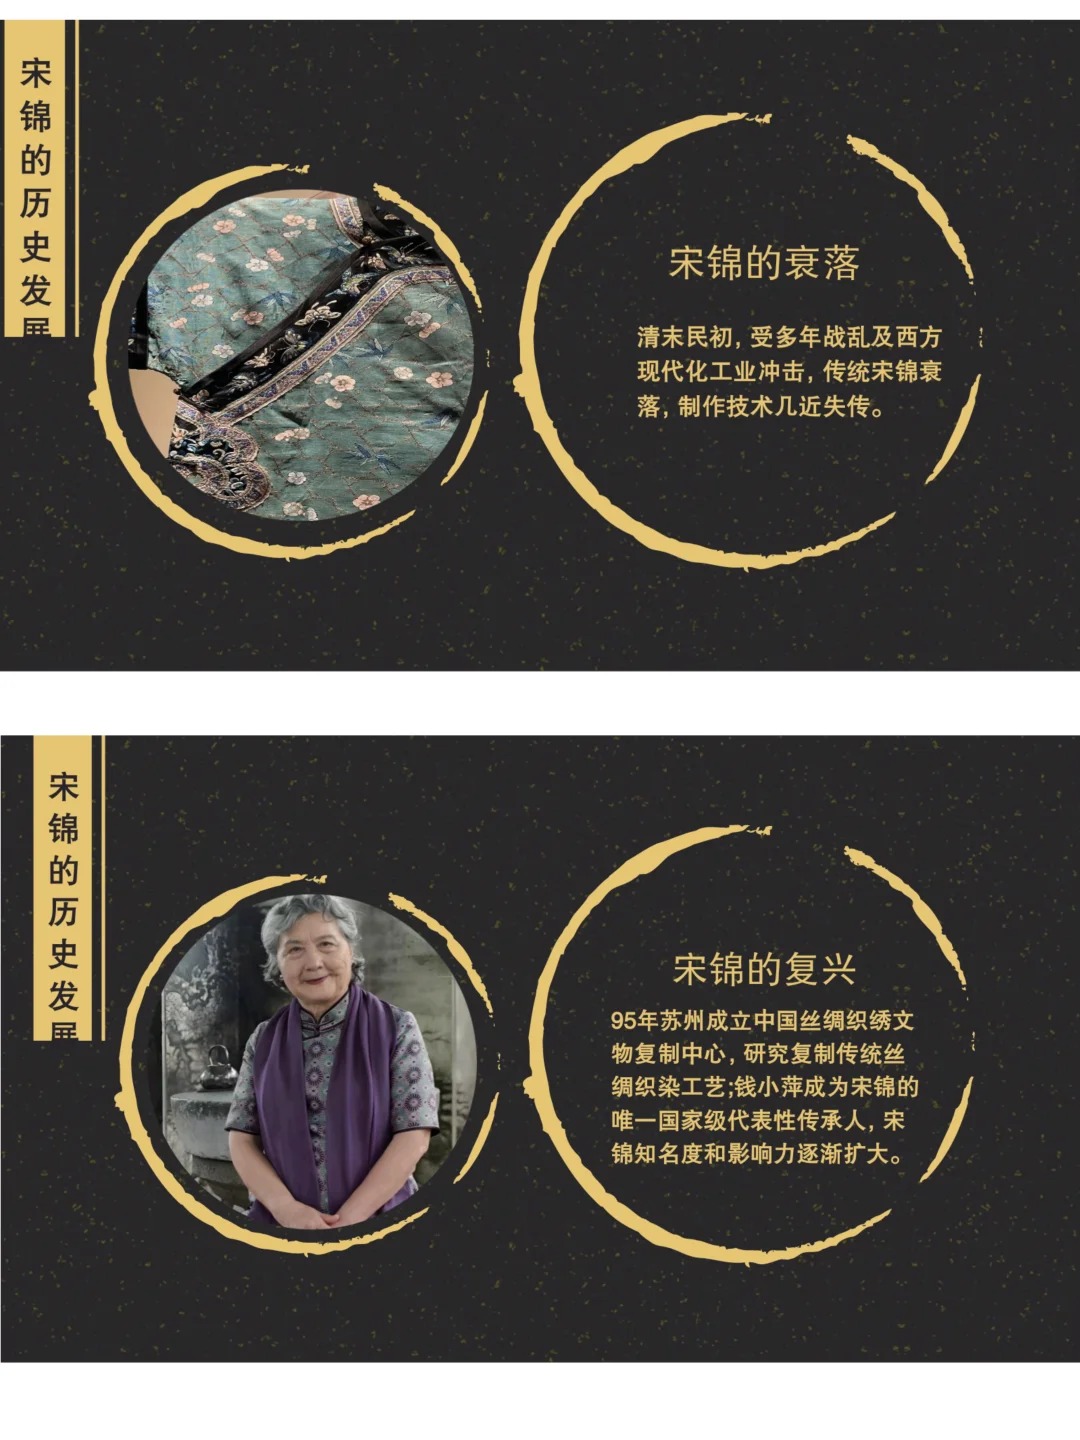 宋锦的历史发展
宋锦的衰落
清末民初，受多年战乱及西方
现代化工业冲击，传统宋锦衰
落，制作技术几近失传。
宋锦的历史发展
宋锦的复兴
95年苏州成立中国丝绸织绣文
物复制中心，研究复制传统丝
绸织染工艺;钱小萍成为宋锦的
唯一国家级代表性传承人，宋
锦知名度和影响力逐渐扩大。